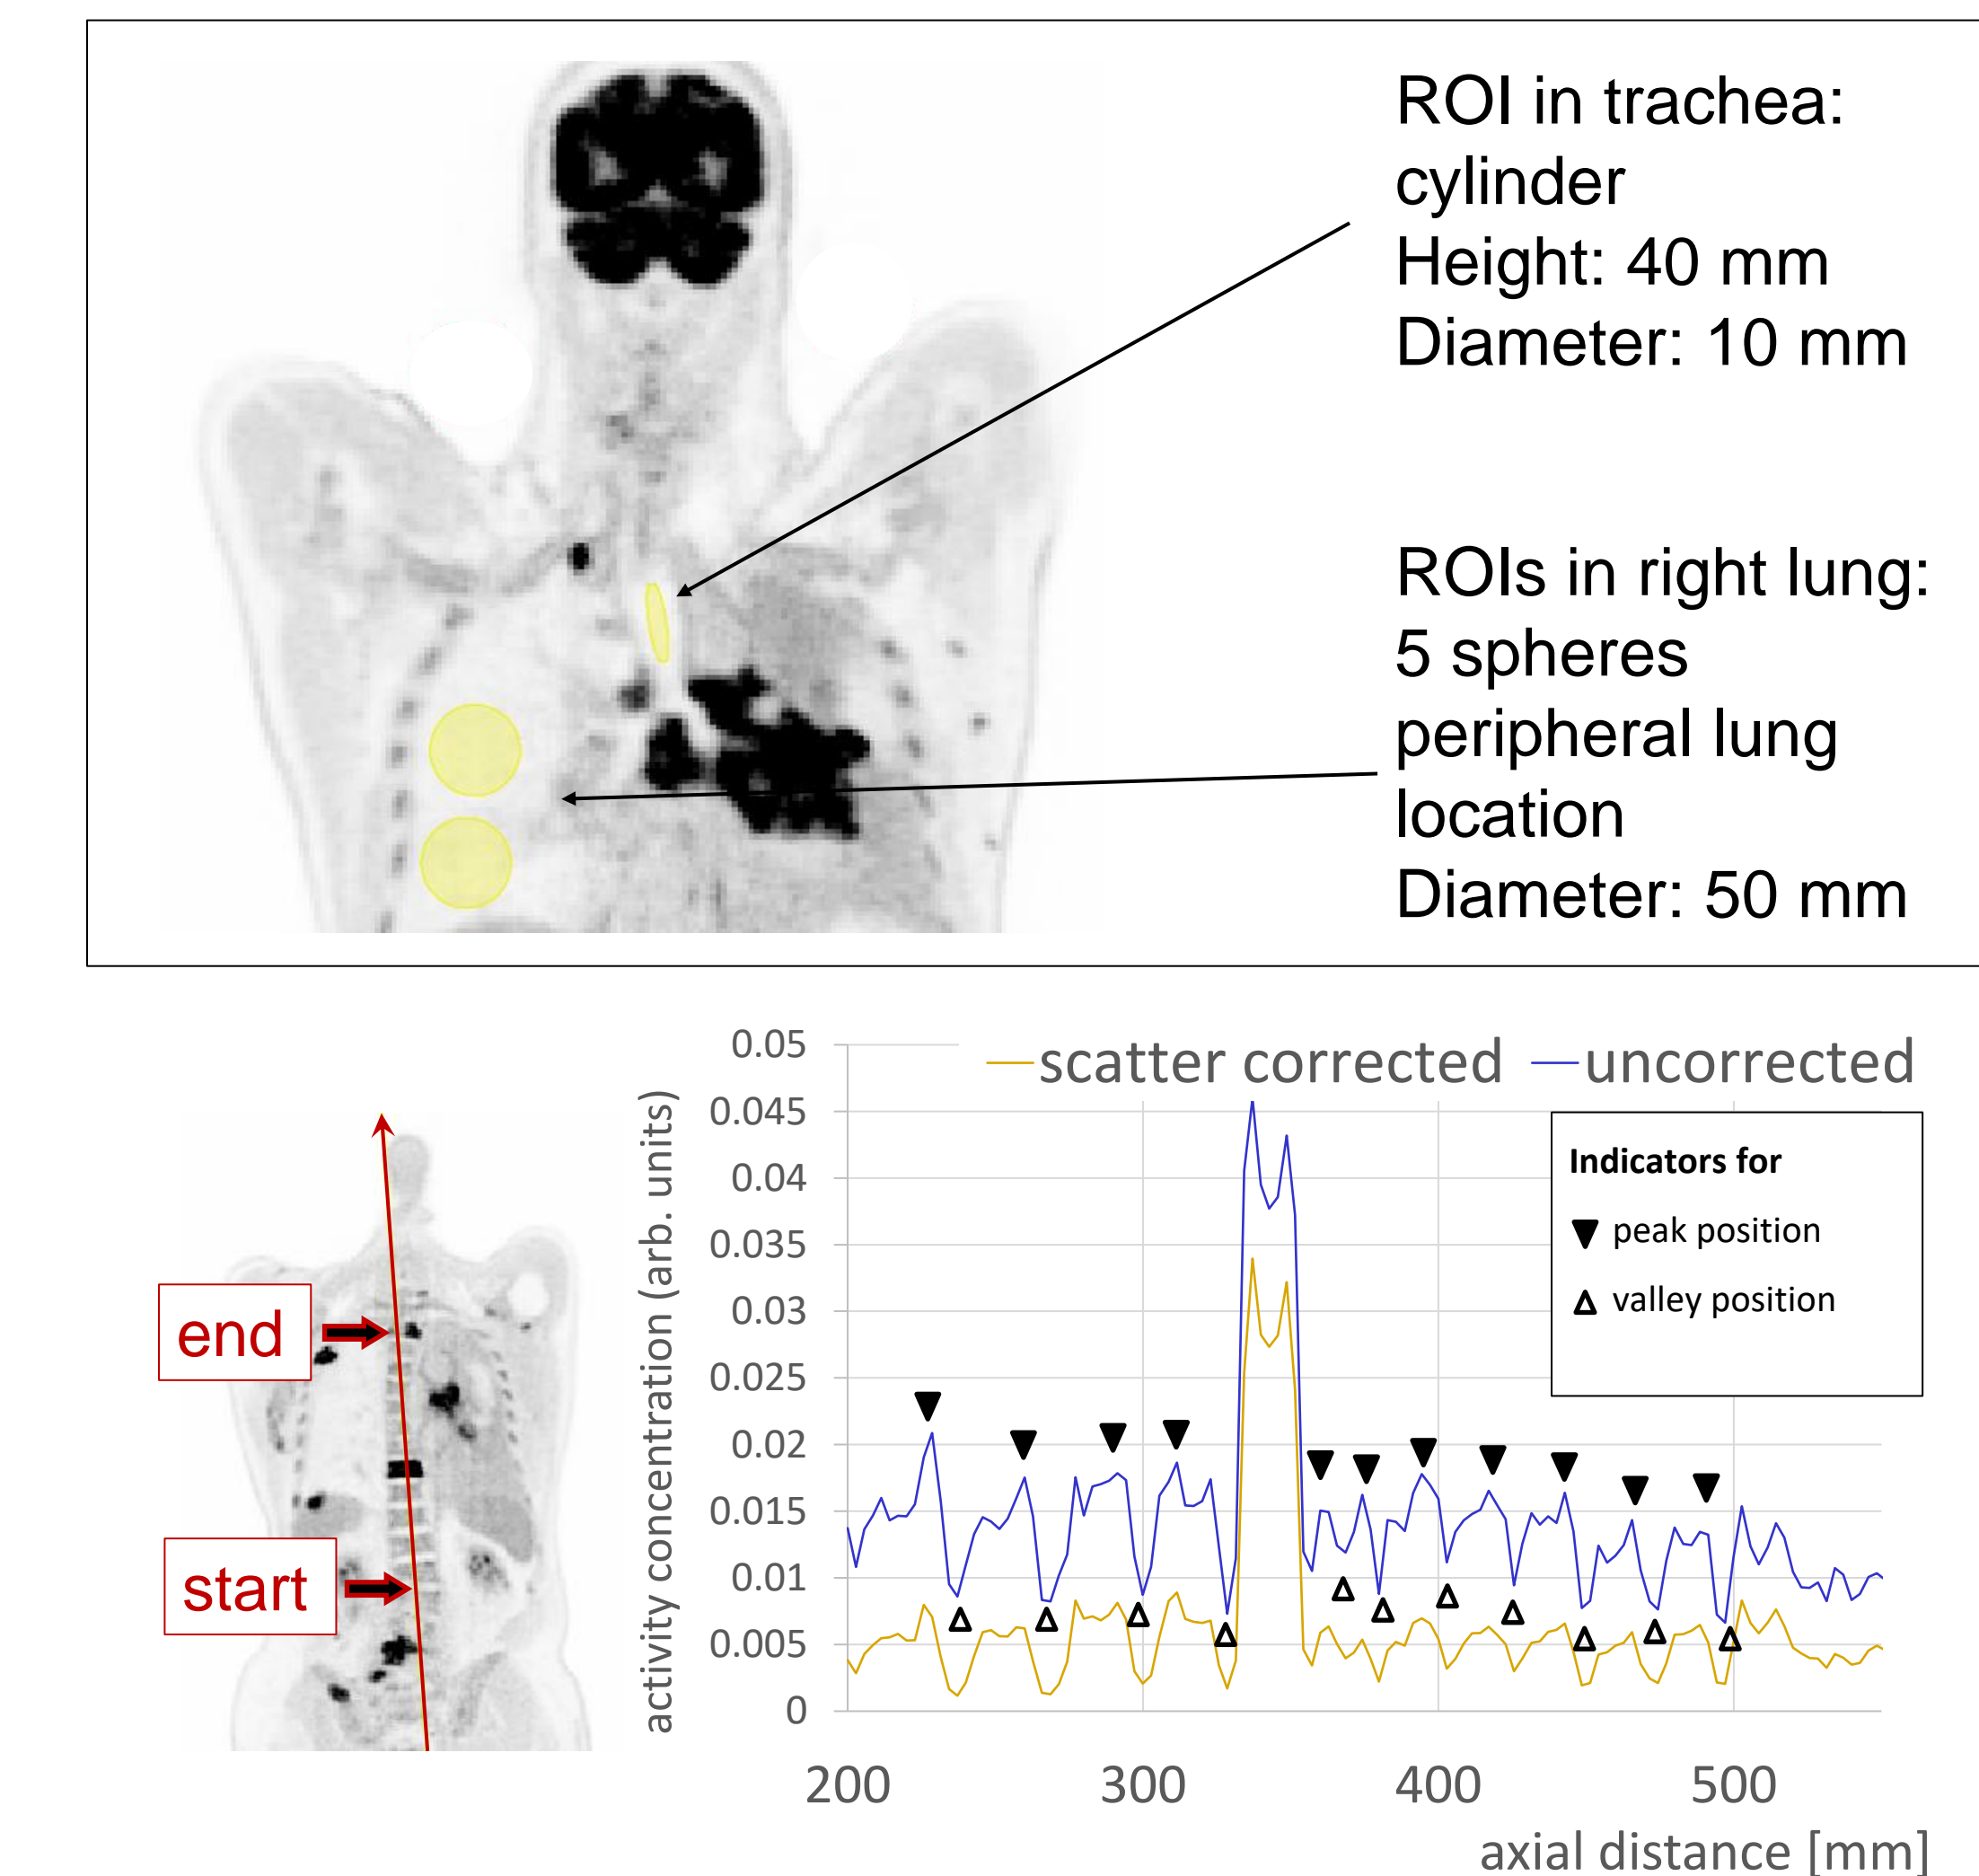 ROI in trachea:
cylinder
Height: 40 mm
Diameter: 10 mm
ROIs in right lung:
5 spheres
peripheral lung
location
Diameter: 50 mm
end
start
activity concentration (arb. units)
0.05
0.045
0.04
0.035
0.03
0.025
0.02
0.015
0.01
0.005
0
scatter corrected
uncorrected
Indicators for
peak position
valley position
200
300
400
500
axial distance [mm]